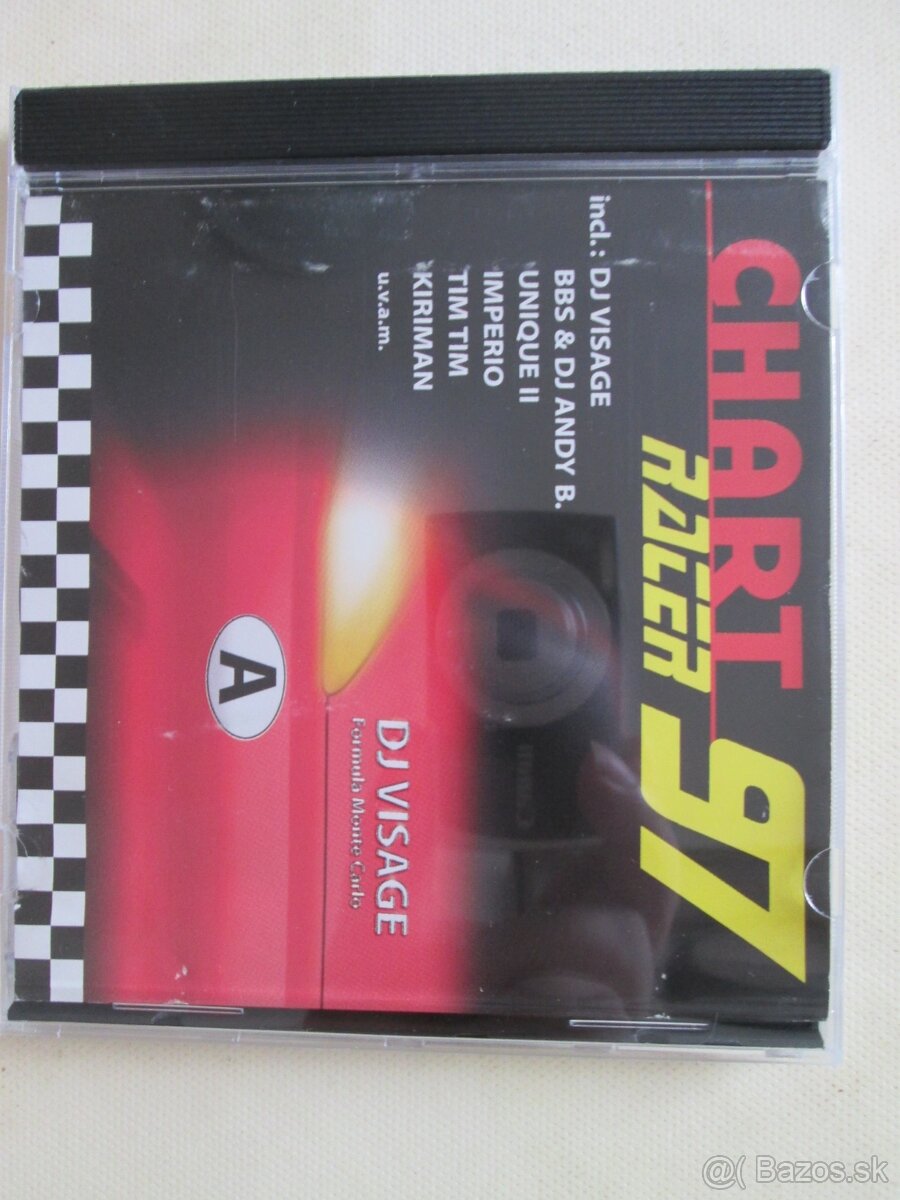 CHART
RACER 97
incl.: DJ VISAGE
BBS & DJ ANDY B.
UNIQUE II
IMPERIO
TIM TIM
KIRIMAN
u.v.a.m.
DJ VISAGE
Formula Monte Carlo
A
@( Bazos.sk